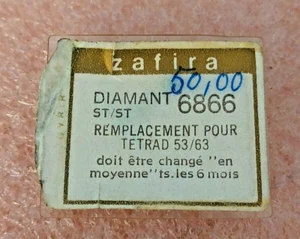 zafira
50,00
DIAMANT 6866
ST/ST
REMPLACEMENT POUR
TETRAD 53/63
doit être changé "en
moyenne" ts. les 6 mois